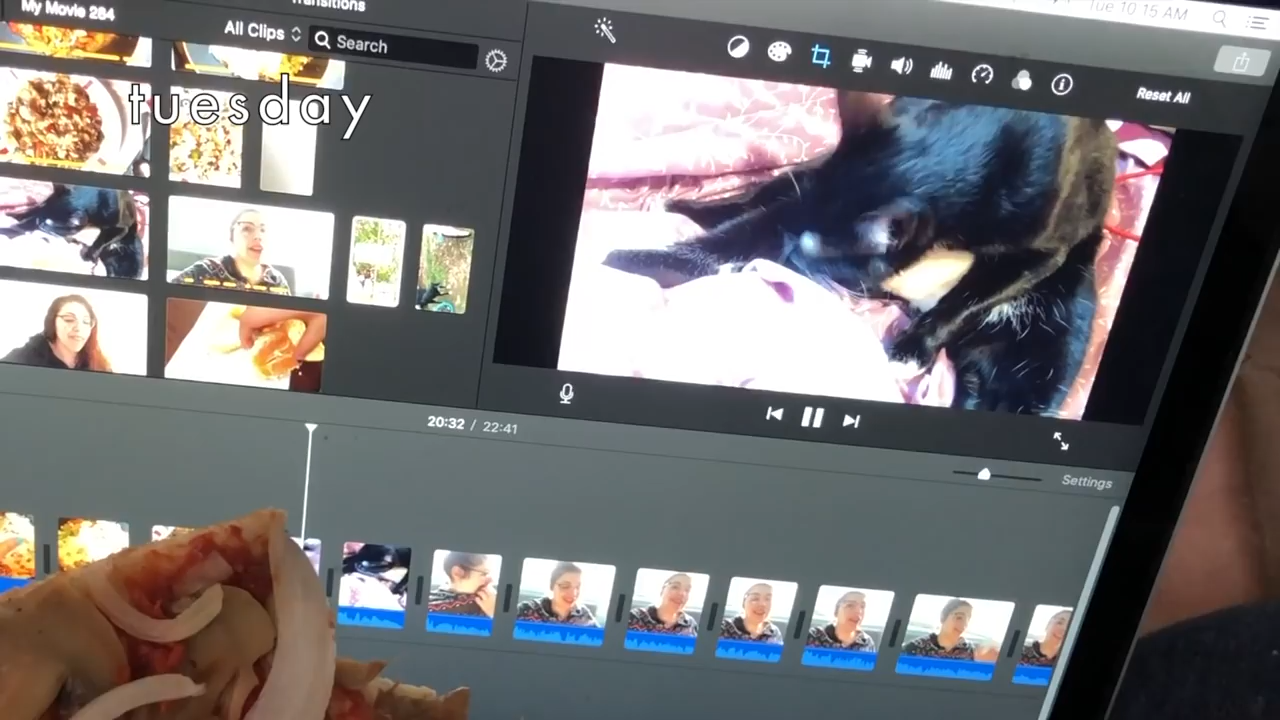 My Movie 284
Transitions
Tue 10:15 AM
All Clips
Search
tuesday
Reset All
20:32 / 22:41
Settings